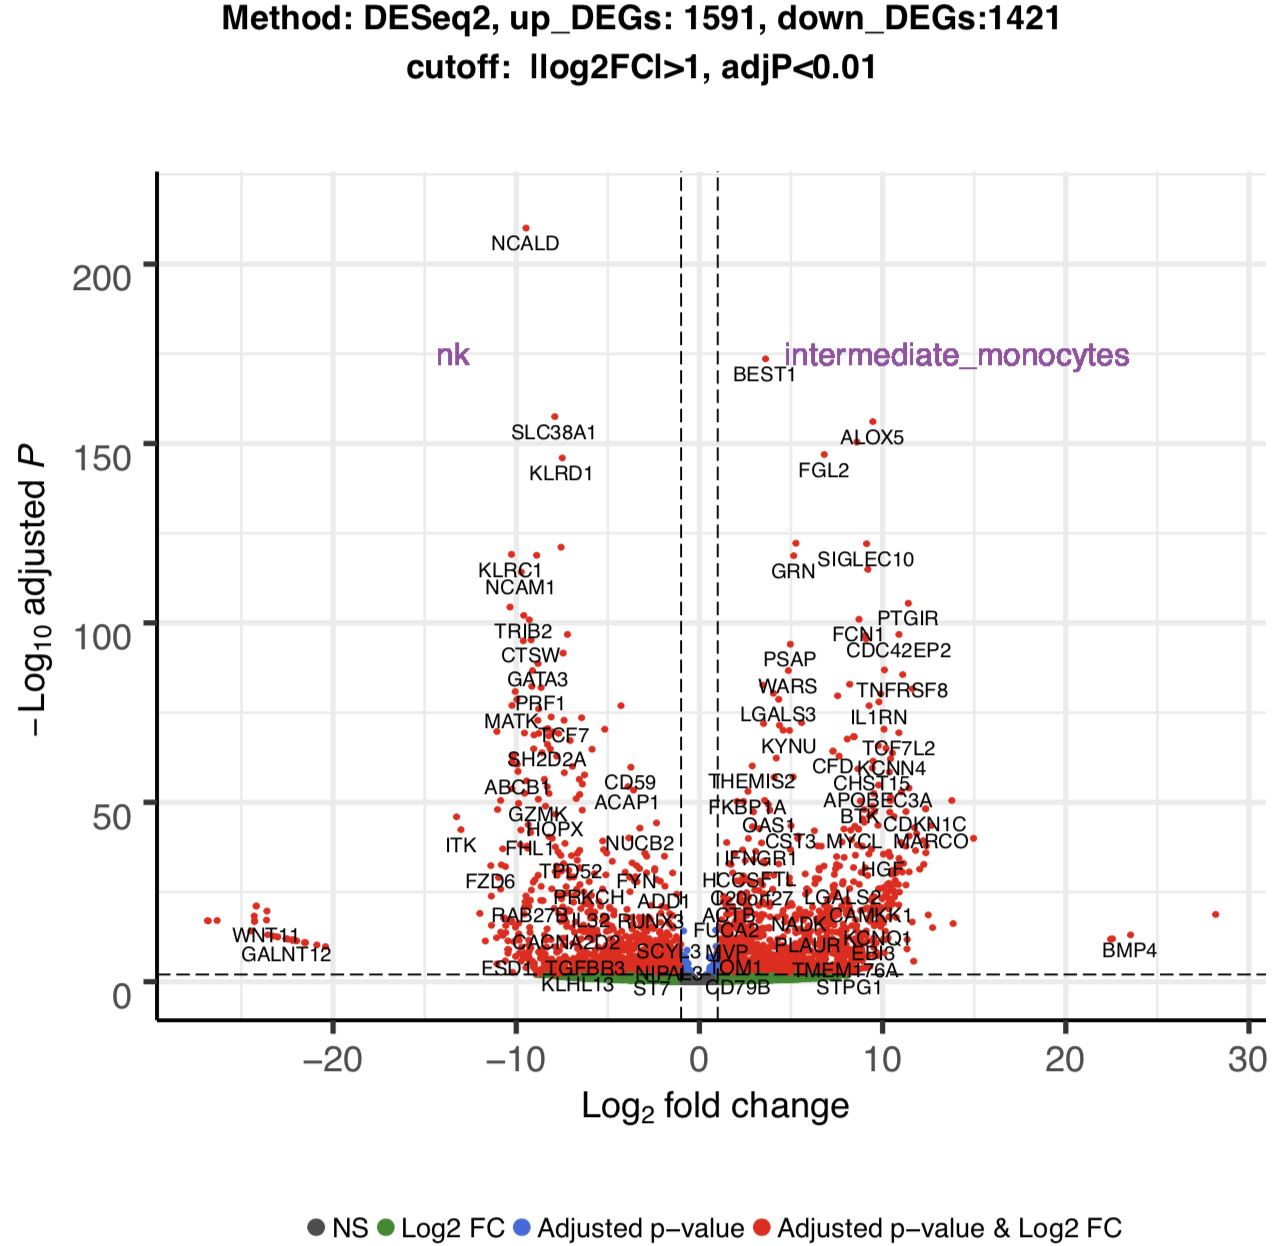 Method: DESeq2, up_DEGs: 1591, down_DEGs:1421
cutoff:  |log2FC|>1, adjP<0.01
NCALD
200
nk
intermediate_monocytes
BEST1
SLC38A1
ALOX5
150
KLRD1
FGL2
KLRC1
SIGLEC10
GRN
NCAM1
100
TRIB2
PTGIR
FCN1
CTSW
PSAP
CDC42EP2
GATA3
WARS
TNFRSF8
PRF1
MATK
LGALS3
IL1RN
TCF7
KYNU
TCF7L2
SH2D2A
CFD
KCNN4
ABCB1
CD59
THEMIS2
CHST15
50
ACAP1
FKBP1A
APOBEC3A
GZMK
HOPX
OAS1
BTK
CDKN1C
ITK
FHL1
NUCB2
CST3
MYCL
MARCO
IFNGR1
TPD52
HGF
FZD6
FYN
HCCS
FTL
PRKCH
ADD1
C20orf27
LGALS2
RAB27B
IL32
RUNX3
ACTB
NADK
CAMKK1
WNT11
FUCA2
KCNQ1
CACNA2D2
PLAUR
GALNT12
SCYL3
MVP
EBI3
BMP4
ESD1
TGFBR3
NIPAL3
TOM1
TMEM176A
0
KLHL13
ST7
CD79B
STPG1
−20
−10
0
10
20
30
−Log10 adjusted P
Log2 fold change
NS
Log2 FC
Adjusted p−value
Adjusted p−value & Log2 FC